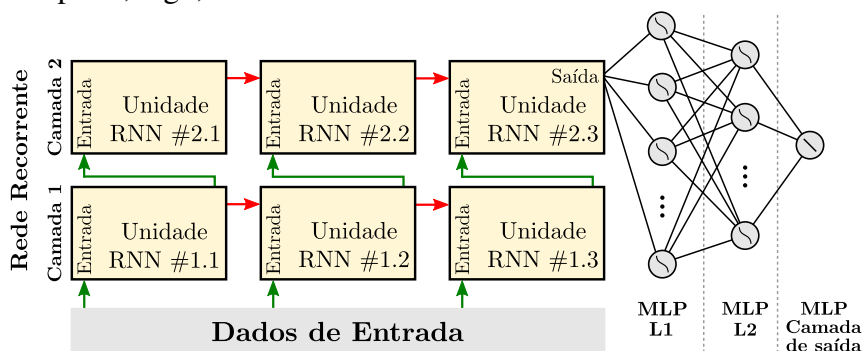 Rede Recorrente
Camada 2
Entrada
Unidade
RNN #2.1
Entrada
Unidade
RNN #2.2
Entrada
Saída
Unidade
RNN #2.3
Camada 1
Entrada
Unidade
RNN #1.1
Entrada
Unidade
RNN #1.2
Entrada
Unidade
RNN #1.3
Dados de Entrada
MLP
L1
MLP
L2
MLP
Camada
de saída